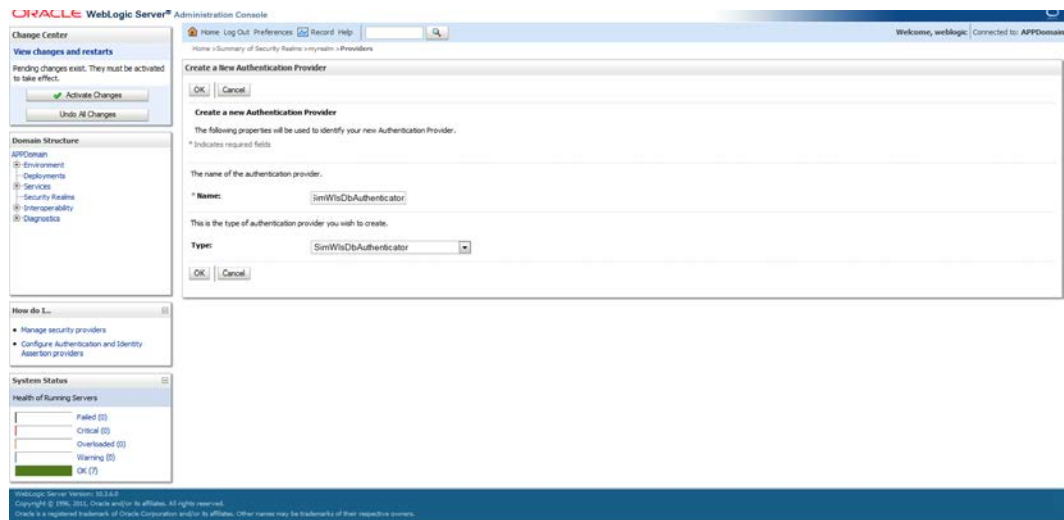 ORACLE WebLogic Server® Administration Console
Change Center
View changes and restarts
Pending changes exist. They must be activated
to take effect.
Activate Changes
Undo All Changes
Domain Structure
APPDomain
Environment
Deployments
Services
Security Realms
Interoperability
Diagnostics
How do I...
Manage security providers
Configure Authentication and Identity
Assertion providers
System Status
Health of Running Servers
Failed (0)
Critical (0)
Overloaded (0)
Warning (0)
OK (7)
Home Log Out Preferences Record Help
Welcome, weblogic Connected to: APPDomain
Home >Summary of Security Realms >myrealm >Providers
Create a New Authentication Provider
OK Cancel
Create a new Authentication Provider
The following properties will be used to identify your new Authentication Provider.
* Indicates required fields
The name of the authentication provider.
* Name: SimWlsDbAuthenticator
This is the type of authentication provider you wish to create.
Type: SimWlsDbAuthenticator
OK Cancel
WebLogic Server Version: 10.3.6.0
Copyright © 1996, 2011, Oracle and/or its affiliates. All rights reserved.
Oracle is a registered trademark of Oracle Corporation and/or its affiliates. Other names may be trademarks of their respective owners.